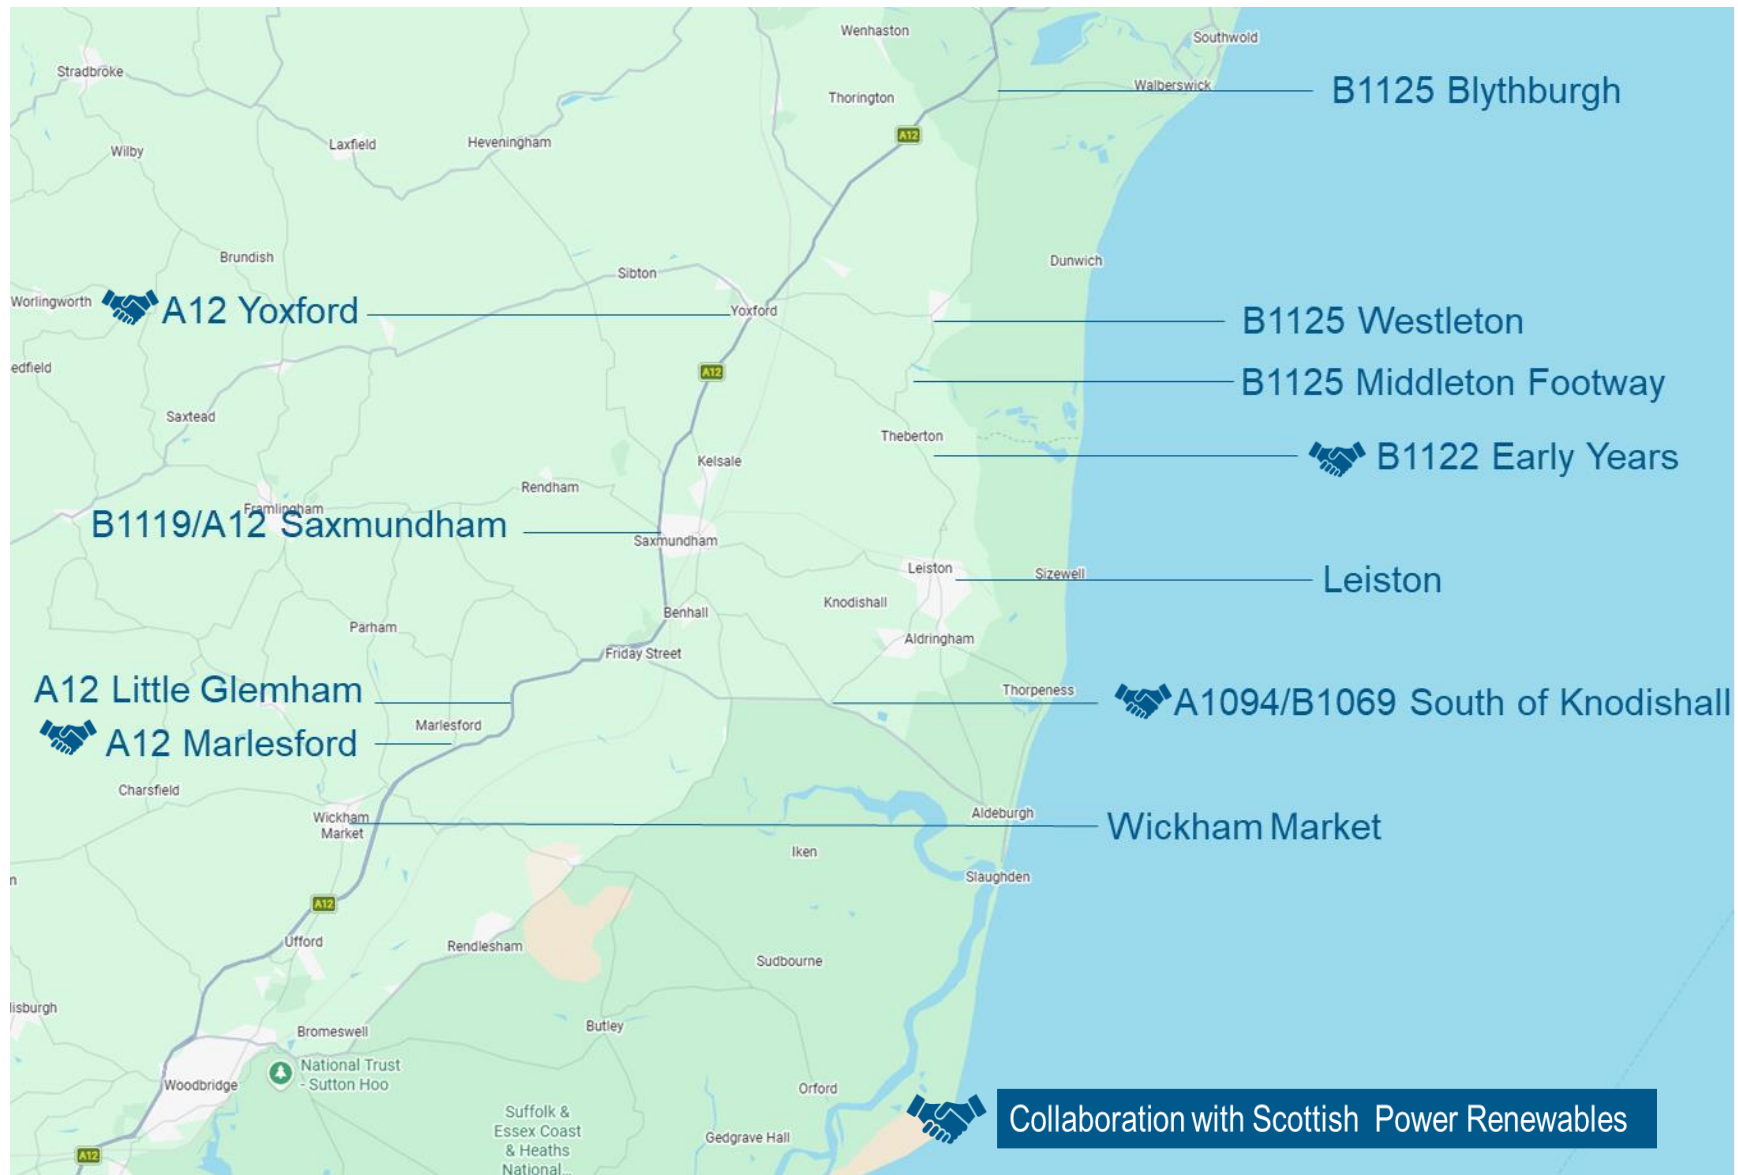 Wenhaston
Southwold
Stradbroke
Walberswick
B1125 Blythburgh
Thorington
A12
Wilby
Laxfield
Heveningham
Brundish
Dunwich
Sibton
Worlingworth
A12 Yoxford
Yoxford
B1125 Westleton
edfield
A12
B1125 Middleton Footway
Saxtead
Theberton
Kelsale
B1122 Early Years
Rendham
Framlingham
B1119/A12 Saxmundham
Saxmundham
Leiston
Sizewell
Leiston
Knodishall
Benhall
Parham
Aldringham
Friday Street
A12 Little Glemham
Thorpeness
A1094/B1069 South of Knodishall
Marlesford
A12 Marlesford
Charsfield
Wickham
Market
Aldeburgh
Wickham Market
Iken
Slaughden
A12
Ufford
Rendlesham
Sudbourne
lisburgh
Bromeswell
Butley
National Trust
- Sutton Hoo
Woodbridge
Orford
Suffolk &
Essex Coast
& Heaths
National...
Gedgrave Hall
Collaboration with Scottish Power Renewables
A12